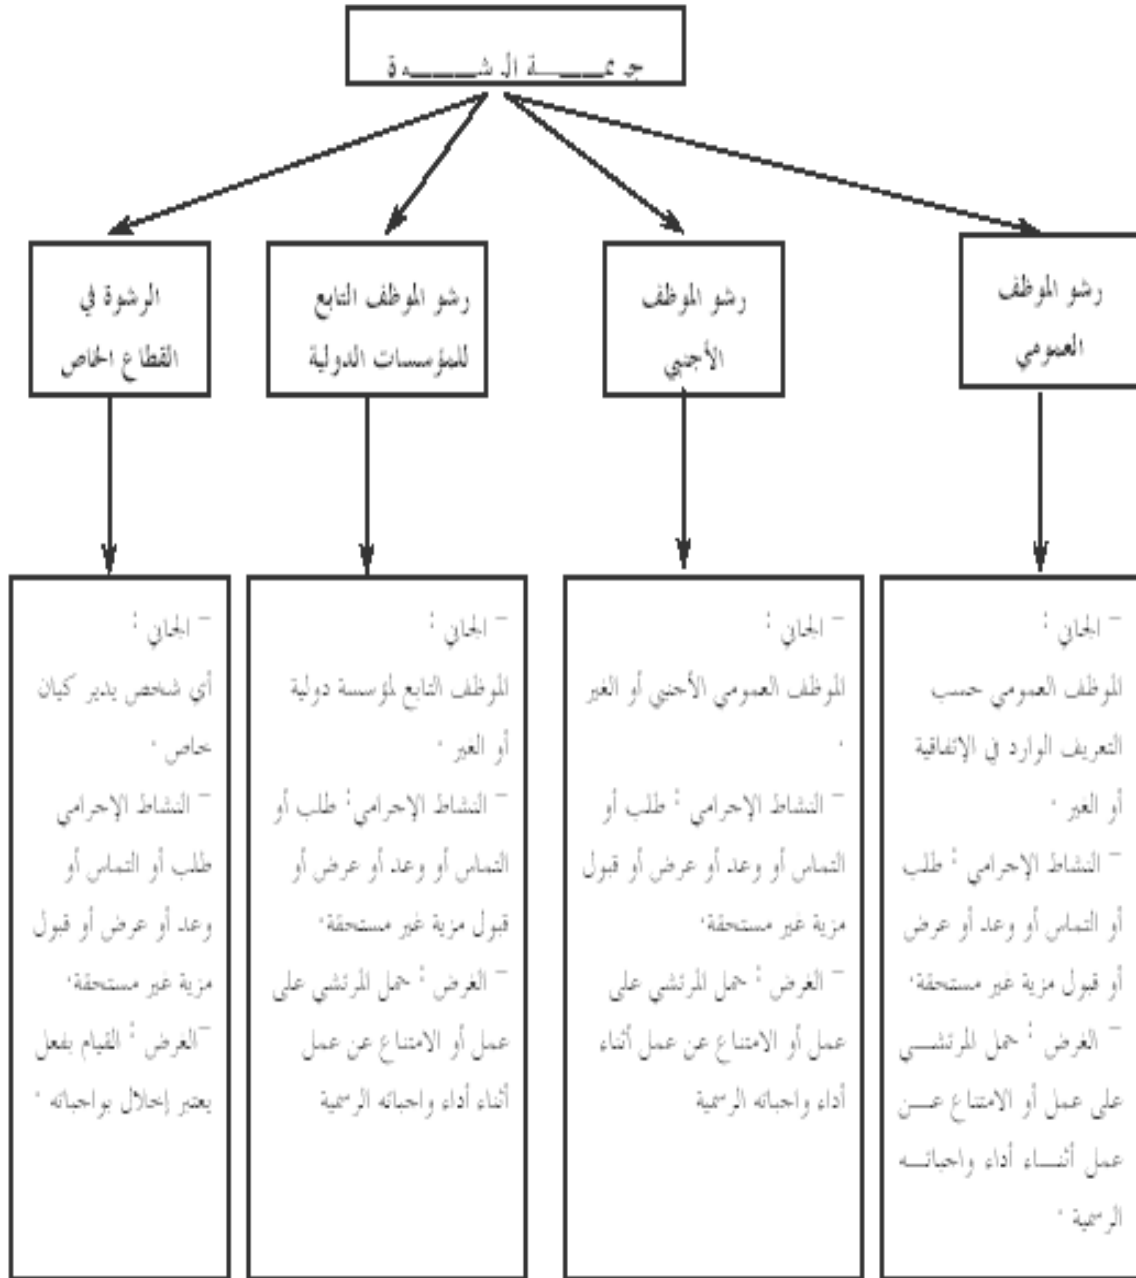 رشو الموظف
العمومي
رشو الموظف
الأجنبي
رشو الموظف التابع
للمؤسسات الدولية
الرشوة في
القطاع الخاص
- الجاني :
الموظف العمومي حسب
التعريف الوارد في الإتفاقية
أو الغير .
- النشاط الإجرامي : طلب
أو التماس أو وعد أو عرض
أو قبول مزية غير مستحقة.
- الغرض : حمل المرتشـــي
على عمل أو الامتناع عـــن
عمل أثنـــاء أداء واجباتـــه
الرسمية .
- الجاني :
الموظف العمومي الأجنبي أو الغير
.
- النشاط الإجرامي : طلب أو
التماس أو وعد أو عرض أو قبول
مزية غير مستحقة.
- الغرض : حمل المرتشي على
عمل أو الامتناع عن عمل أثناء
أداء واجباته الرسمية
- الجاني :
الموظف التابع لمؤسسة دولية
أو الغير .
- النشاط الإجرامي: طلب أو
التماس أو وعد أو عرض أو
قبول مزية غير مستحقة.
- الغرض : حمل المرتشي على
عمل أو الامتناع عن عمل
أثناء أداء واجباته الرسمية
- الجاني :
أي شخص يدير كيان
خاص .
- النشاط الإجرامي
طلب أو التماس أو
وعد أو عرض أو قبول
مزية غير مستحقة.
-الغرض : القيام بفعل
يعتبر إخلال بواجباته .